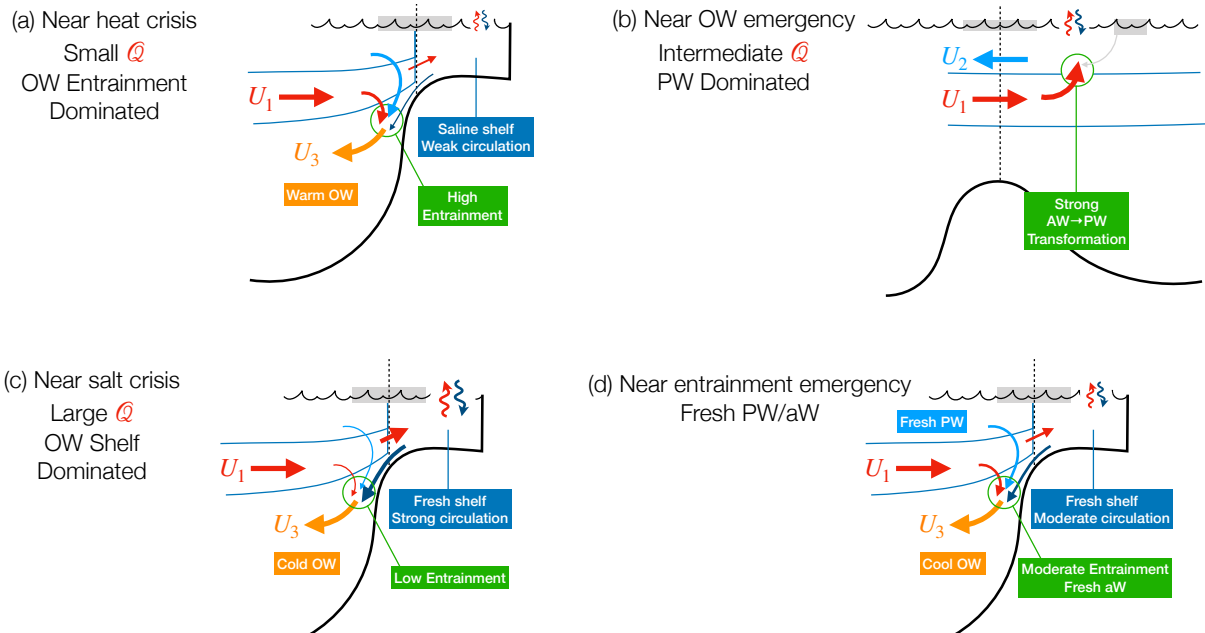 (a) Near heat crisis
Small 𝒬
OW Entrainment
Dominated
U₁
U₃
Warm OW
Saline shelf
Weak circulation
High
Entrainment
(b) Near OW emergency
Intermediate 𝒬
PW Dominated
U₂
U₁
Strong
AW→PW
Transformation
(c) Near salt crisis
Large 𝒬
OW Shelf
Dominated
U₁
U₃
Cold OW
Fresh shelf
Strong circulation
Low Entrainment
(d) Near entrainment emergency
Fresh PW/aW
Fresh PW
U₁
U₃
Cool OW
Fresh shelf
Moderate circulation
Moderate Entrainment
Fresh aW